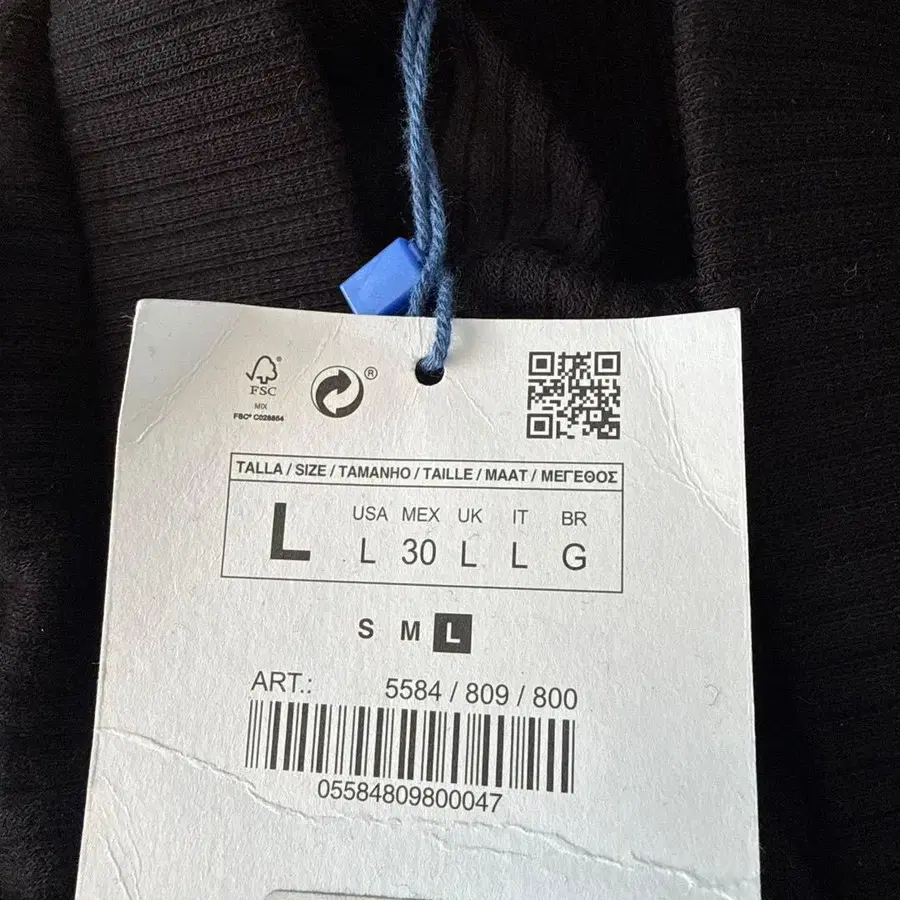 FSC
MIX
FSC® C028864
®
TALLA / SIZE / TAMANHO / TAILLE / MAAT / ΜΕΓΕΘΟΣ
USA MEX UK IT BR
L L 30 L L G
S M L
ART.: 5584 / 809 / 800
05584809800047